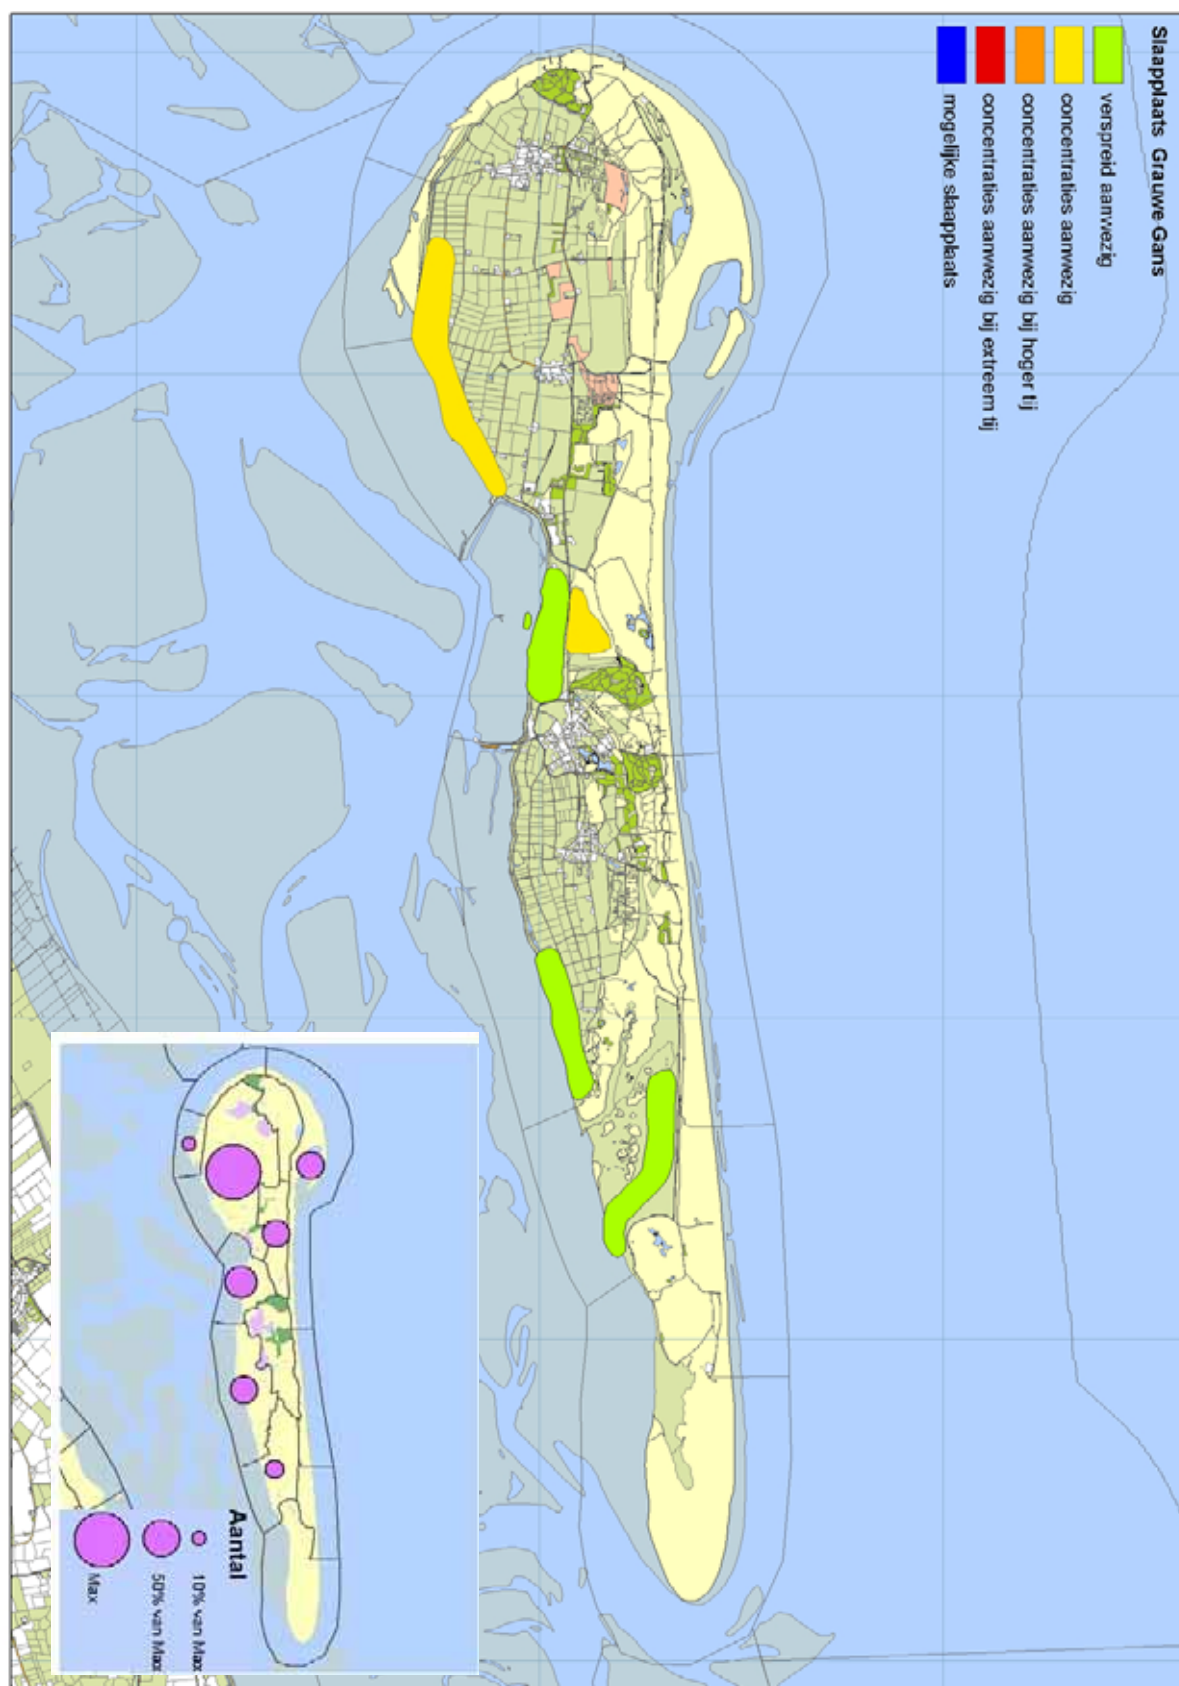 Slaapplaats Grauwe Gans
verspreid aanwezig
concentraties aanwezig
concentraties aanwezig bij hoger tij
concentraties aanwezig bij extreem tij
mogelijke slaapplaats
Aantal
10% van Max
50% van Max
Max